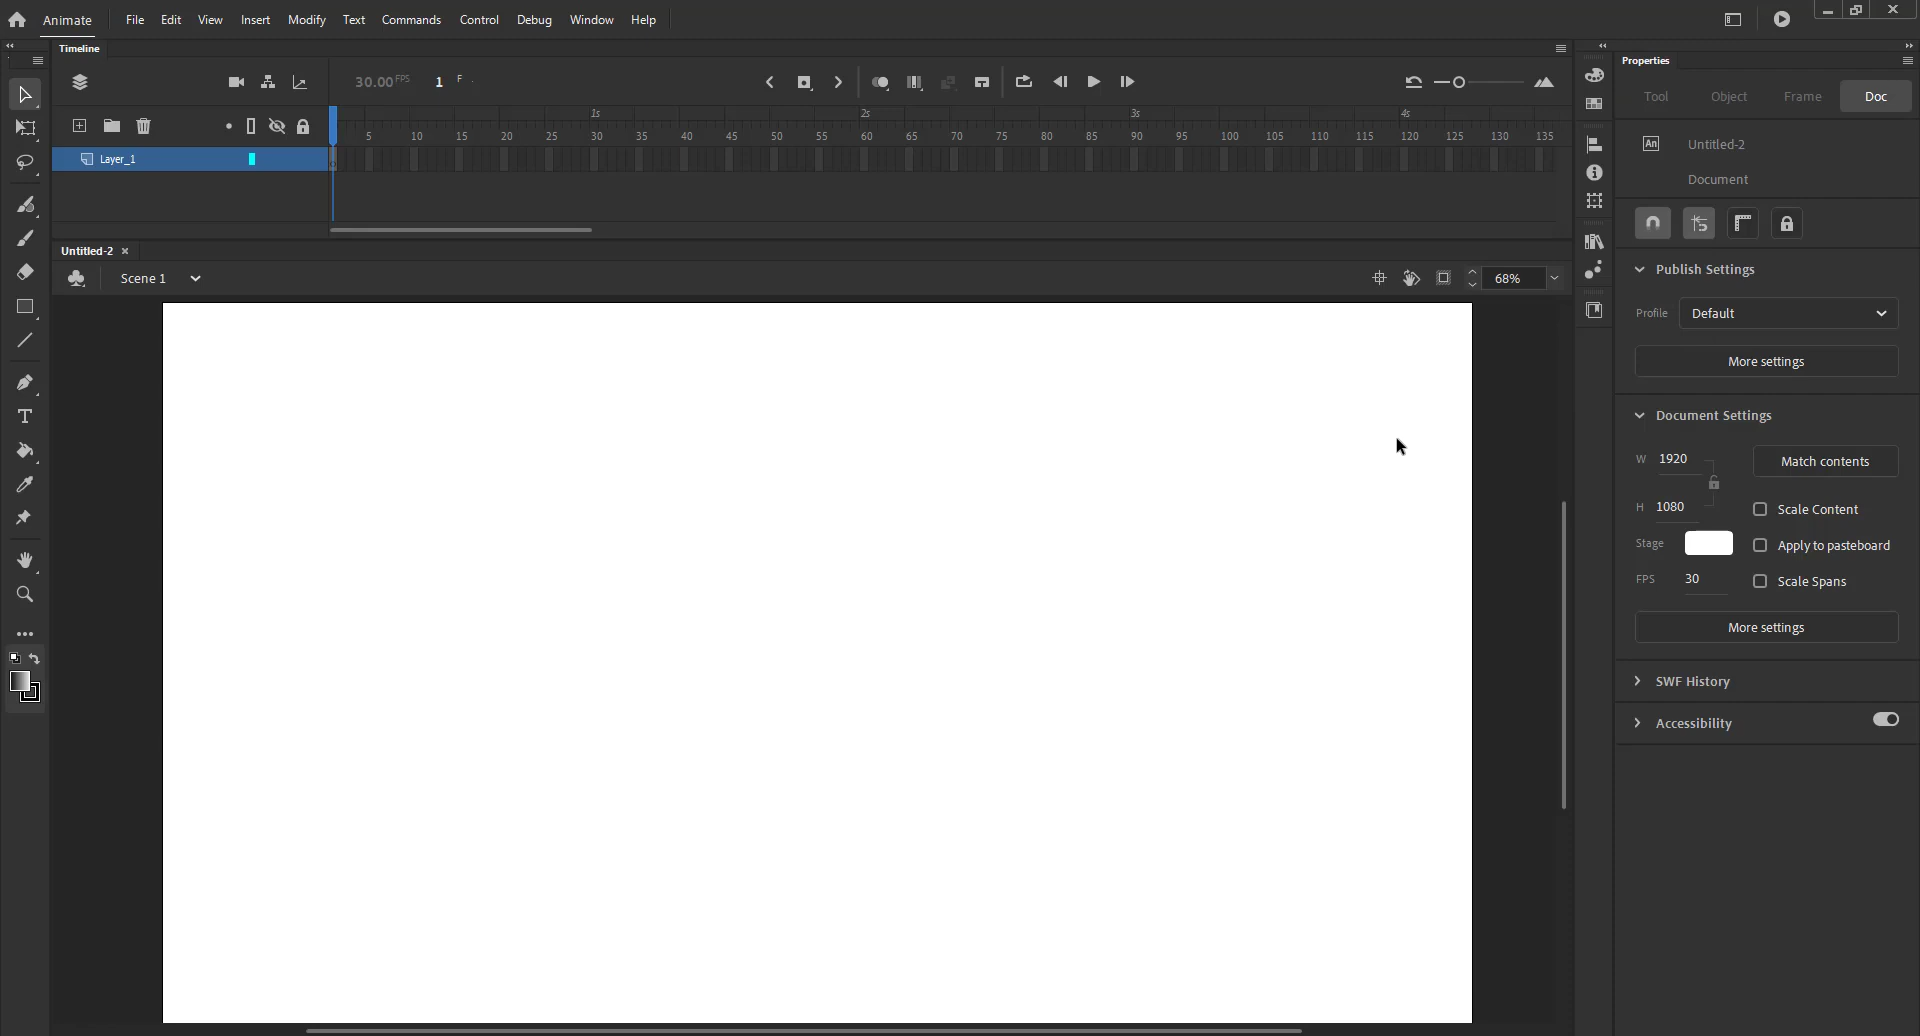 Animate File Edit View Insert Modify Text Commands Control Debug Window Help
Timeline
Properties
30.00 FPS 1 F
Tool Object Frame Doc
1s 2s 3s 4s
5 10 15 20 25 30 35 40 45 50 55 60 65 70 75 80 85 90 95 100 105 110 115 120 125 130 135
Layer_1
An Untitled-2
Document
Untitled-2
Scene 1
68%
Publish Settings
Profile Default
More settings
Document Settings
W 1920
Match contents
H 1080
Scale Content
Stage
Apply to pasteboard
FPS 30
Scale Spans
More settings
SWF History
Accessibility